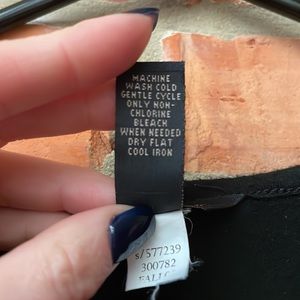 MACHINE
WASH COLD
GENTLE CYCLE
ONLY NON-
CHLORINE
BLEACH
WHEN NEEDED
DRY FLAT
COOL IRON
s/577239
300782